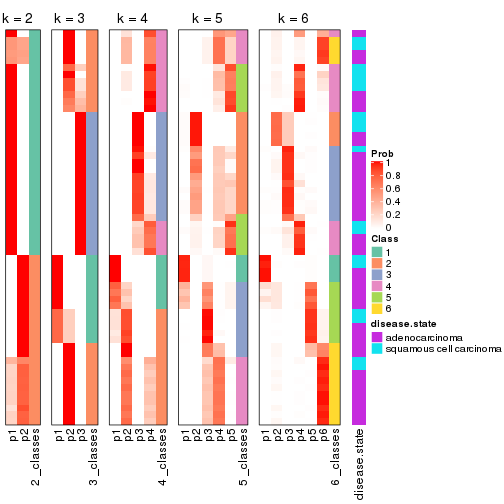 k = 2
k = 3
k = 4
k = 5
k = 6
Prob
1
0.8
0.6
0.4
0.2
0
Class
1
2
3
4
5
6
disease.state
adenocarcinoma
squamous cell carcinoma
p1
p2
2_classes
p1
p2
p3
3_classes
p1
p2
p3
p4
4_classes
p1
p2
p3
p4
p5
5_classes
p1
p2
p3
p4
p5
p6
6_classes
disease.state